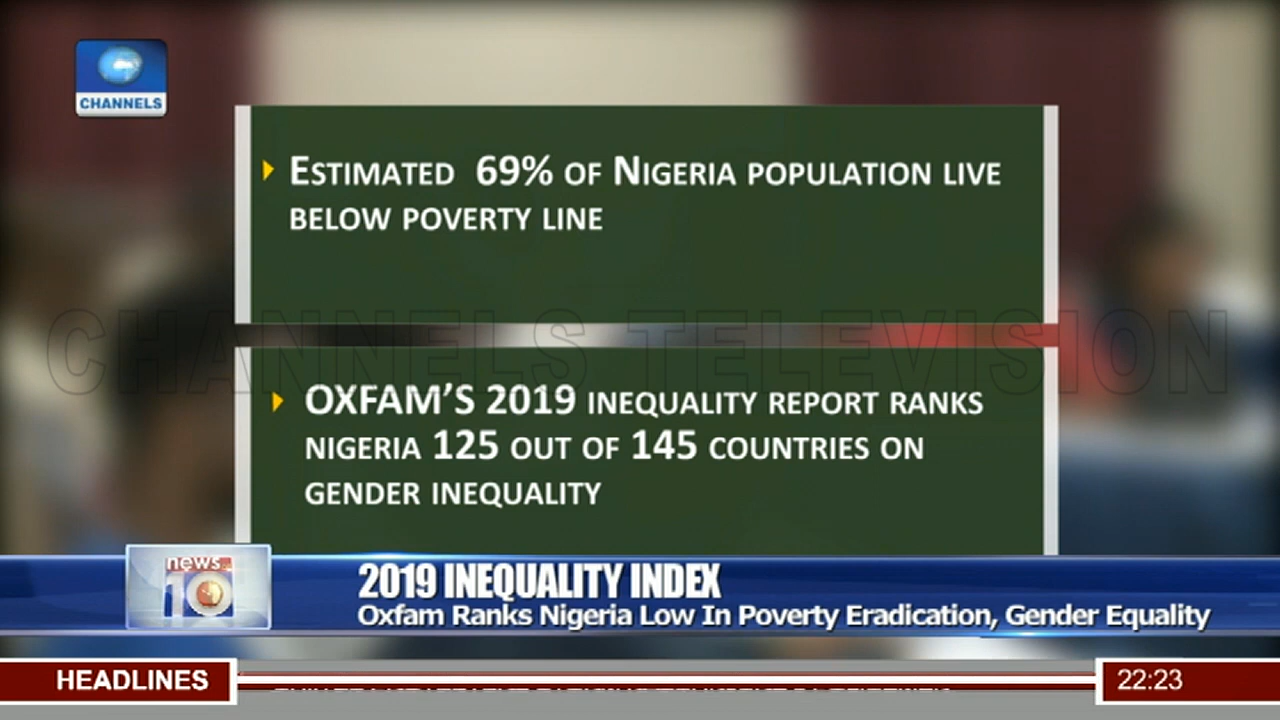 CHANNELS
ESTIMATED 69% OF NIGERIA POPULATION LIVE
BELOW POVERTY LINE
CHANNELS TELEVISION
OXFAM'S 2019 INEQUALITY REPORT RANKS
NIGERIA 125 OUT OF 145 COUNTRIES ON
GENDER INEQUALITY
news
10
2019 INEQUALITY INDEX
Oxfam Ranks Nigeria Low In Poverty Eradication, Gender Equality
HEADLINES
22:23